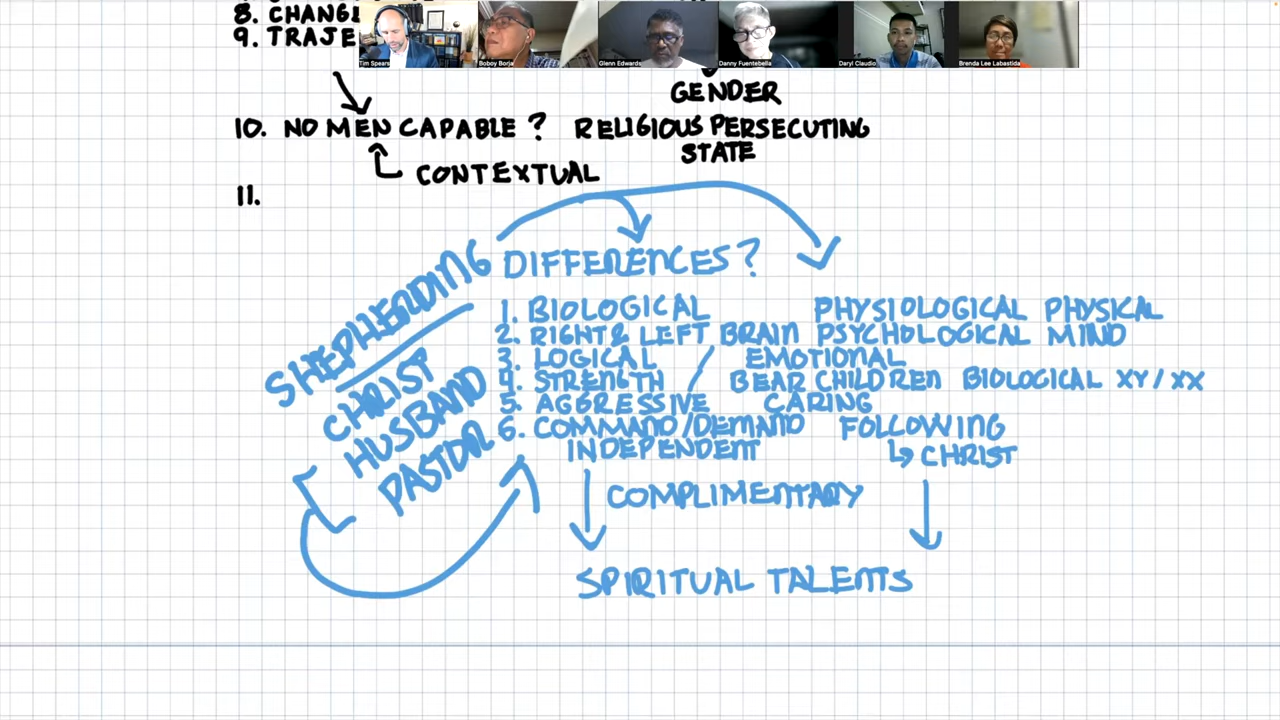 8. CHANG
9. TRAJE
Tim Spears
Boboy Borja
Glenn Edwards
Danny Fuentebella
Daryl Claudio
Brenda Lee Labastida
GENDER
10. NO MEN CAPABLE ? RELIGIOUS PERSECUTING
STATE
CONTEXTUAL
11.
SHEPHERDING
CHRIST
HUSBAND
PASTOR
DIFFERENCES?
1. BIOLOGICAL PHYSIOLOGICAL PHYSICAL
2. RIGHT & LEFT BRAIN PSYCHOLOGICAL MIND
3. LOGICAL / EMOTIONAL
4. STRENGTH BEAR CHILDREN BIOLOGICAL XY/XX
5. AGGRESSIVE CARING
6. COMMAND/DEMAND FOLLOWING
INDEPENDENT CHRIST
COMPLIMENTARY
SPIRITUAL TALENTS